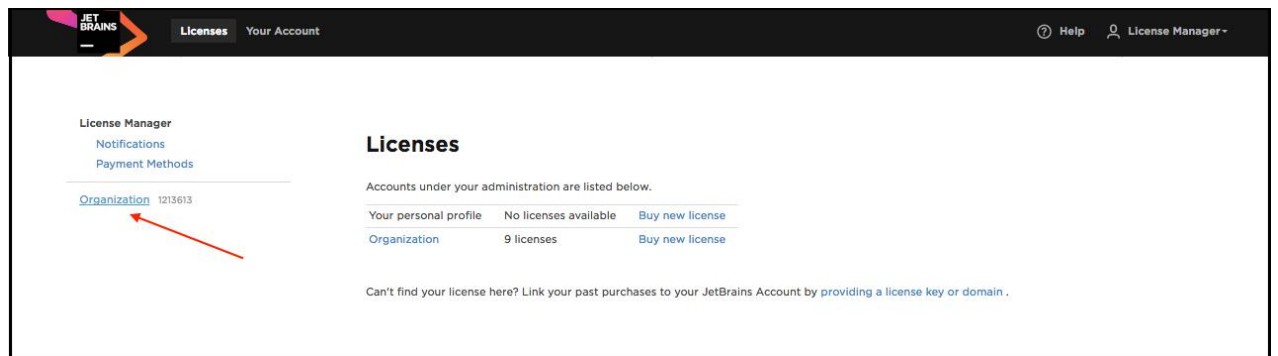 JET
BRAINS
Licenses Your Account
? Help License Manager
License Manager
Notifications
Payment Methods
Organization 1213613
Licenses
Accounts under your administration are listed below.
Your personal profile No licenses available Buy new license
Organization 9 licenses Buy new license
Can't find your license here? Link your past purchases to your JetBrains Account by providing a license key or domain .